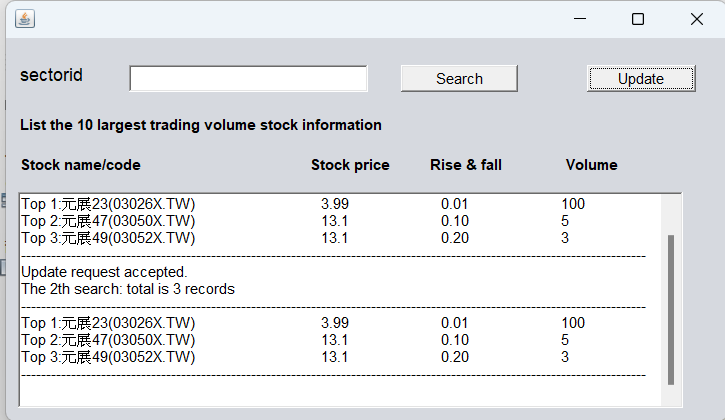 sectorid Search Update
List the 10 largest trading volume stock information
Stock name/code Stock price Rise & fall Volume
Top 1:元展23(03026X.TW) 3.99 0.01 100
Top 2:元展47(03050X.TW) 13.1 0.10 5
Top 3:元展49(03052X.TW) 13.1 0.20 3
Update request accepted.
The 2th search: total is 3 records
Top 1:元展23(03026X.TW) 3.99 0.01 100
Top 2:元展47(03050X.TW) 13.1 0.10 5
Top 3:元展49(03052X.TW) 13.1 0.20 3